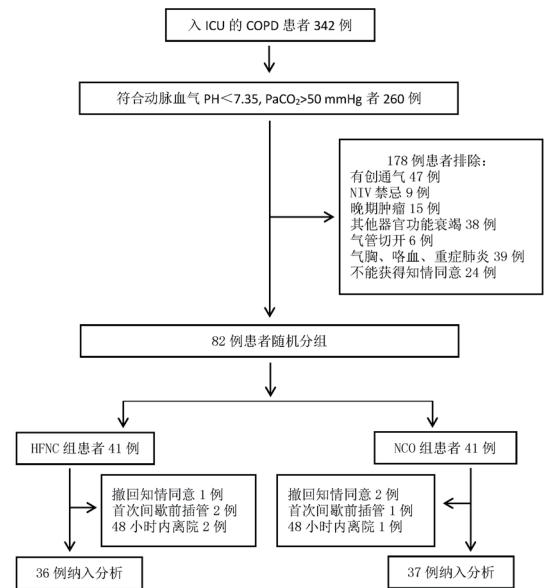 入 ICU 的 COPD 患者 342 例
符合动脉血气 PH＜7.35, PaCO₂>50 mmHg 者 260 例
178 例患者排除：
有创通气 47 例
NIV 禁忌 9 例
晚期肿瘤 15 例
其他器官功能衰竭 38 例
气管切开 6 例
气胸、咯血、重症肺炎 39 例
不能获得知情同意 24 例
82 例患者随机分组
HFNC 组患者 41 例
NCO 组患者 41 例
撤回知情同意 1 例
首次间歇前插管 2 例
48 小时内离院 2 例
撤回知情同意 2 例
首次间歇前插管 1 例
48 小时内离院 1 例
36 例纳入分析
37 例纳入分析